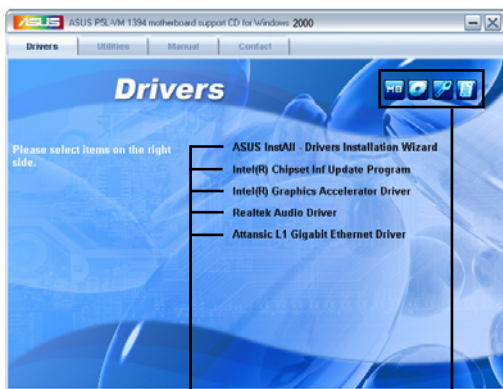 ASUS P5L-VM 1394 motherboard support CD for Windows 2000
Drivers
Utilities
Manual
Contact
Drivers
MB
Please select items on the right
side.
ASUS InstAll - Drivers Installation Wizard
Intel(R) Chipset Inf Update Program
Intel(R) Graphics Accelerator Driver
Realtek Audio Driver
Attansic L1 Gigabit Ethernet Driver